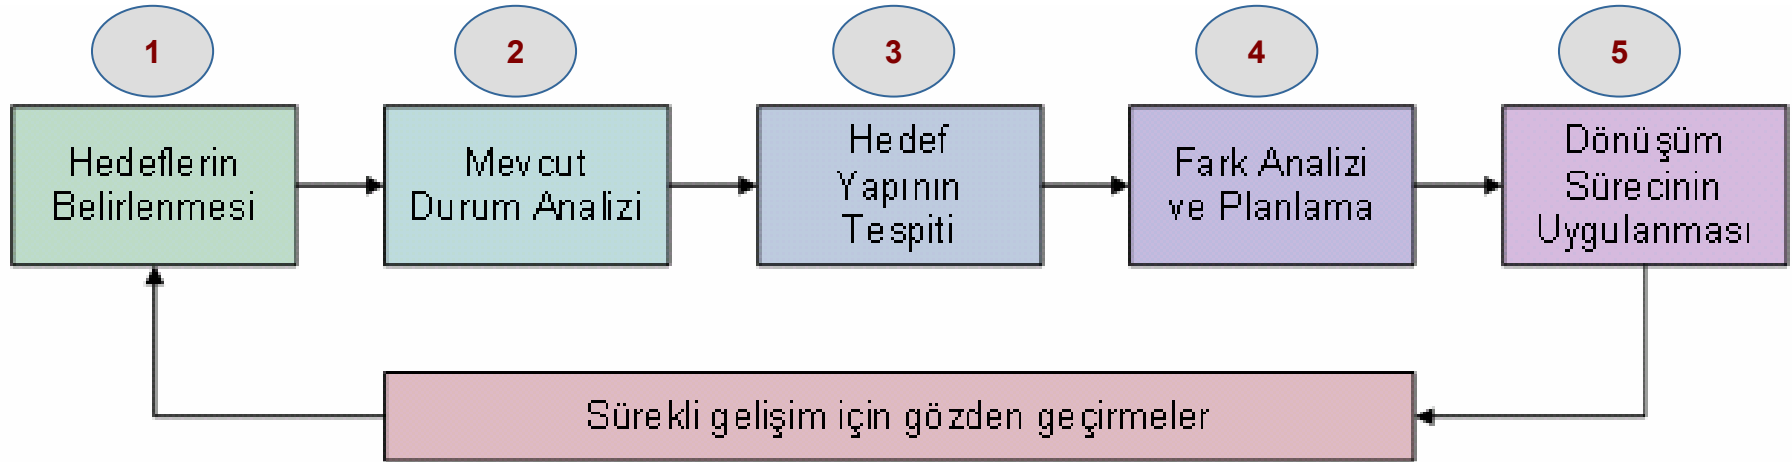 1
2
3
4
5
Hedeflerin
Belirlenmesi
Mevcut
Durum Analizi
Hedef
Yapının
Tespiti
Fark Analizi
ve Planlama
Dönüşüm
Sürecinin
Uygulanması
Sürekli gelişim için gözden geçirmeler